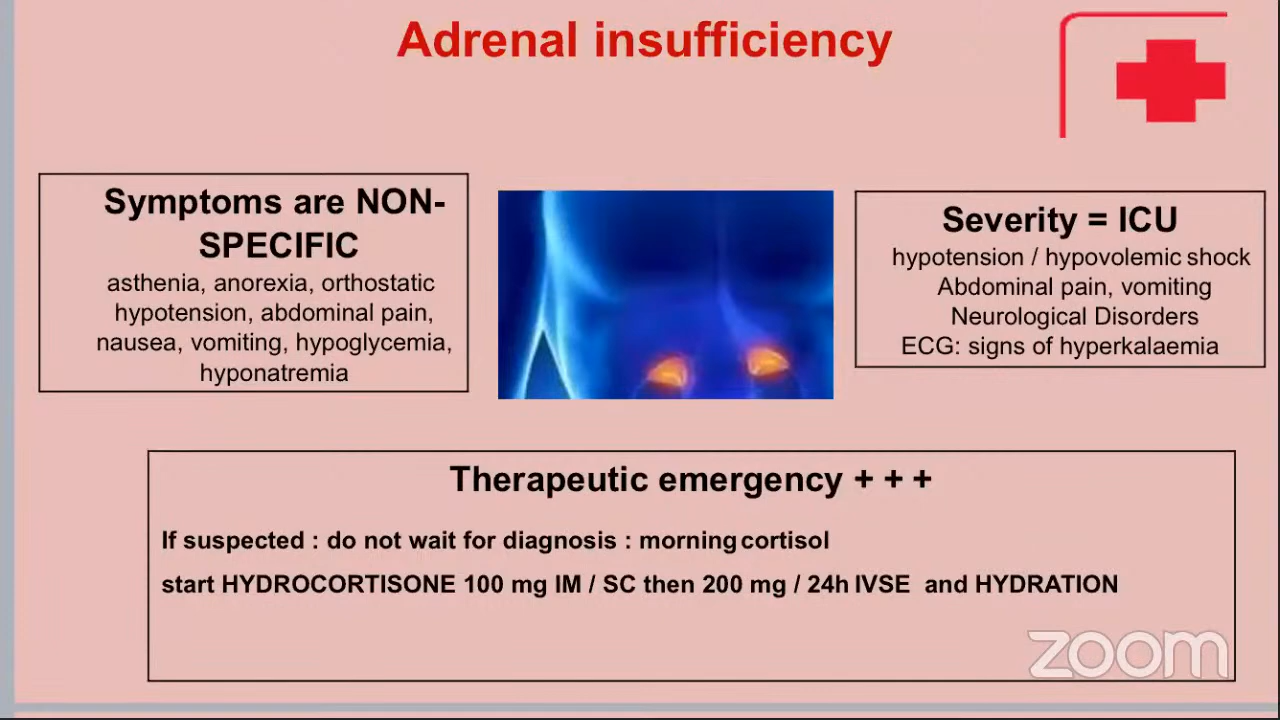 Adrenal insufficiency
Symptoms are NON-
SPECIFIC
asthenia, anorexia, orthostatic
hypotension, abdominal pain,
nausea, vomiting, hypoglycemia,
hyponatremia
Severity = ICU
hypotension / hypovolemic shock
Abdominal pain, vomiting
Neurological Disorders
ECG: signs of hyperkalaemia
Therapeutic emergency + + +
If suspected : do not wait for diagnosis : morning cortisol
start HYDROCORTISONE 100 mg IM / SC then 200 mg / 24h IVSE and HYDRATION
zoom